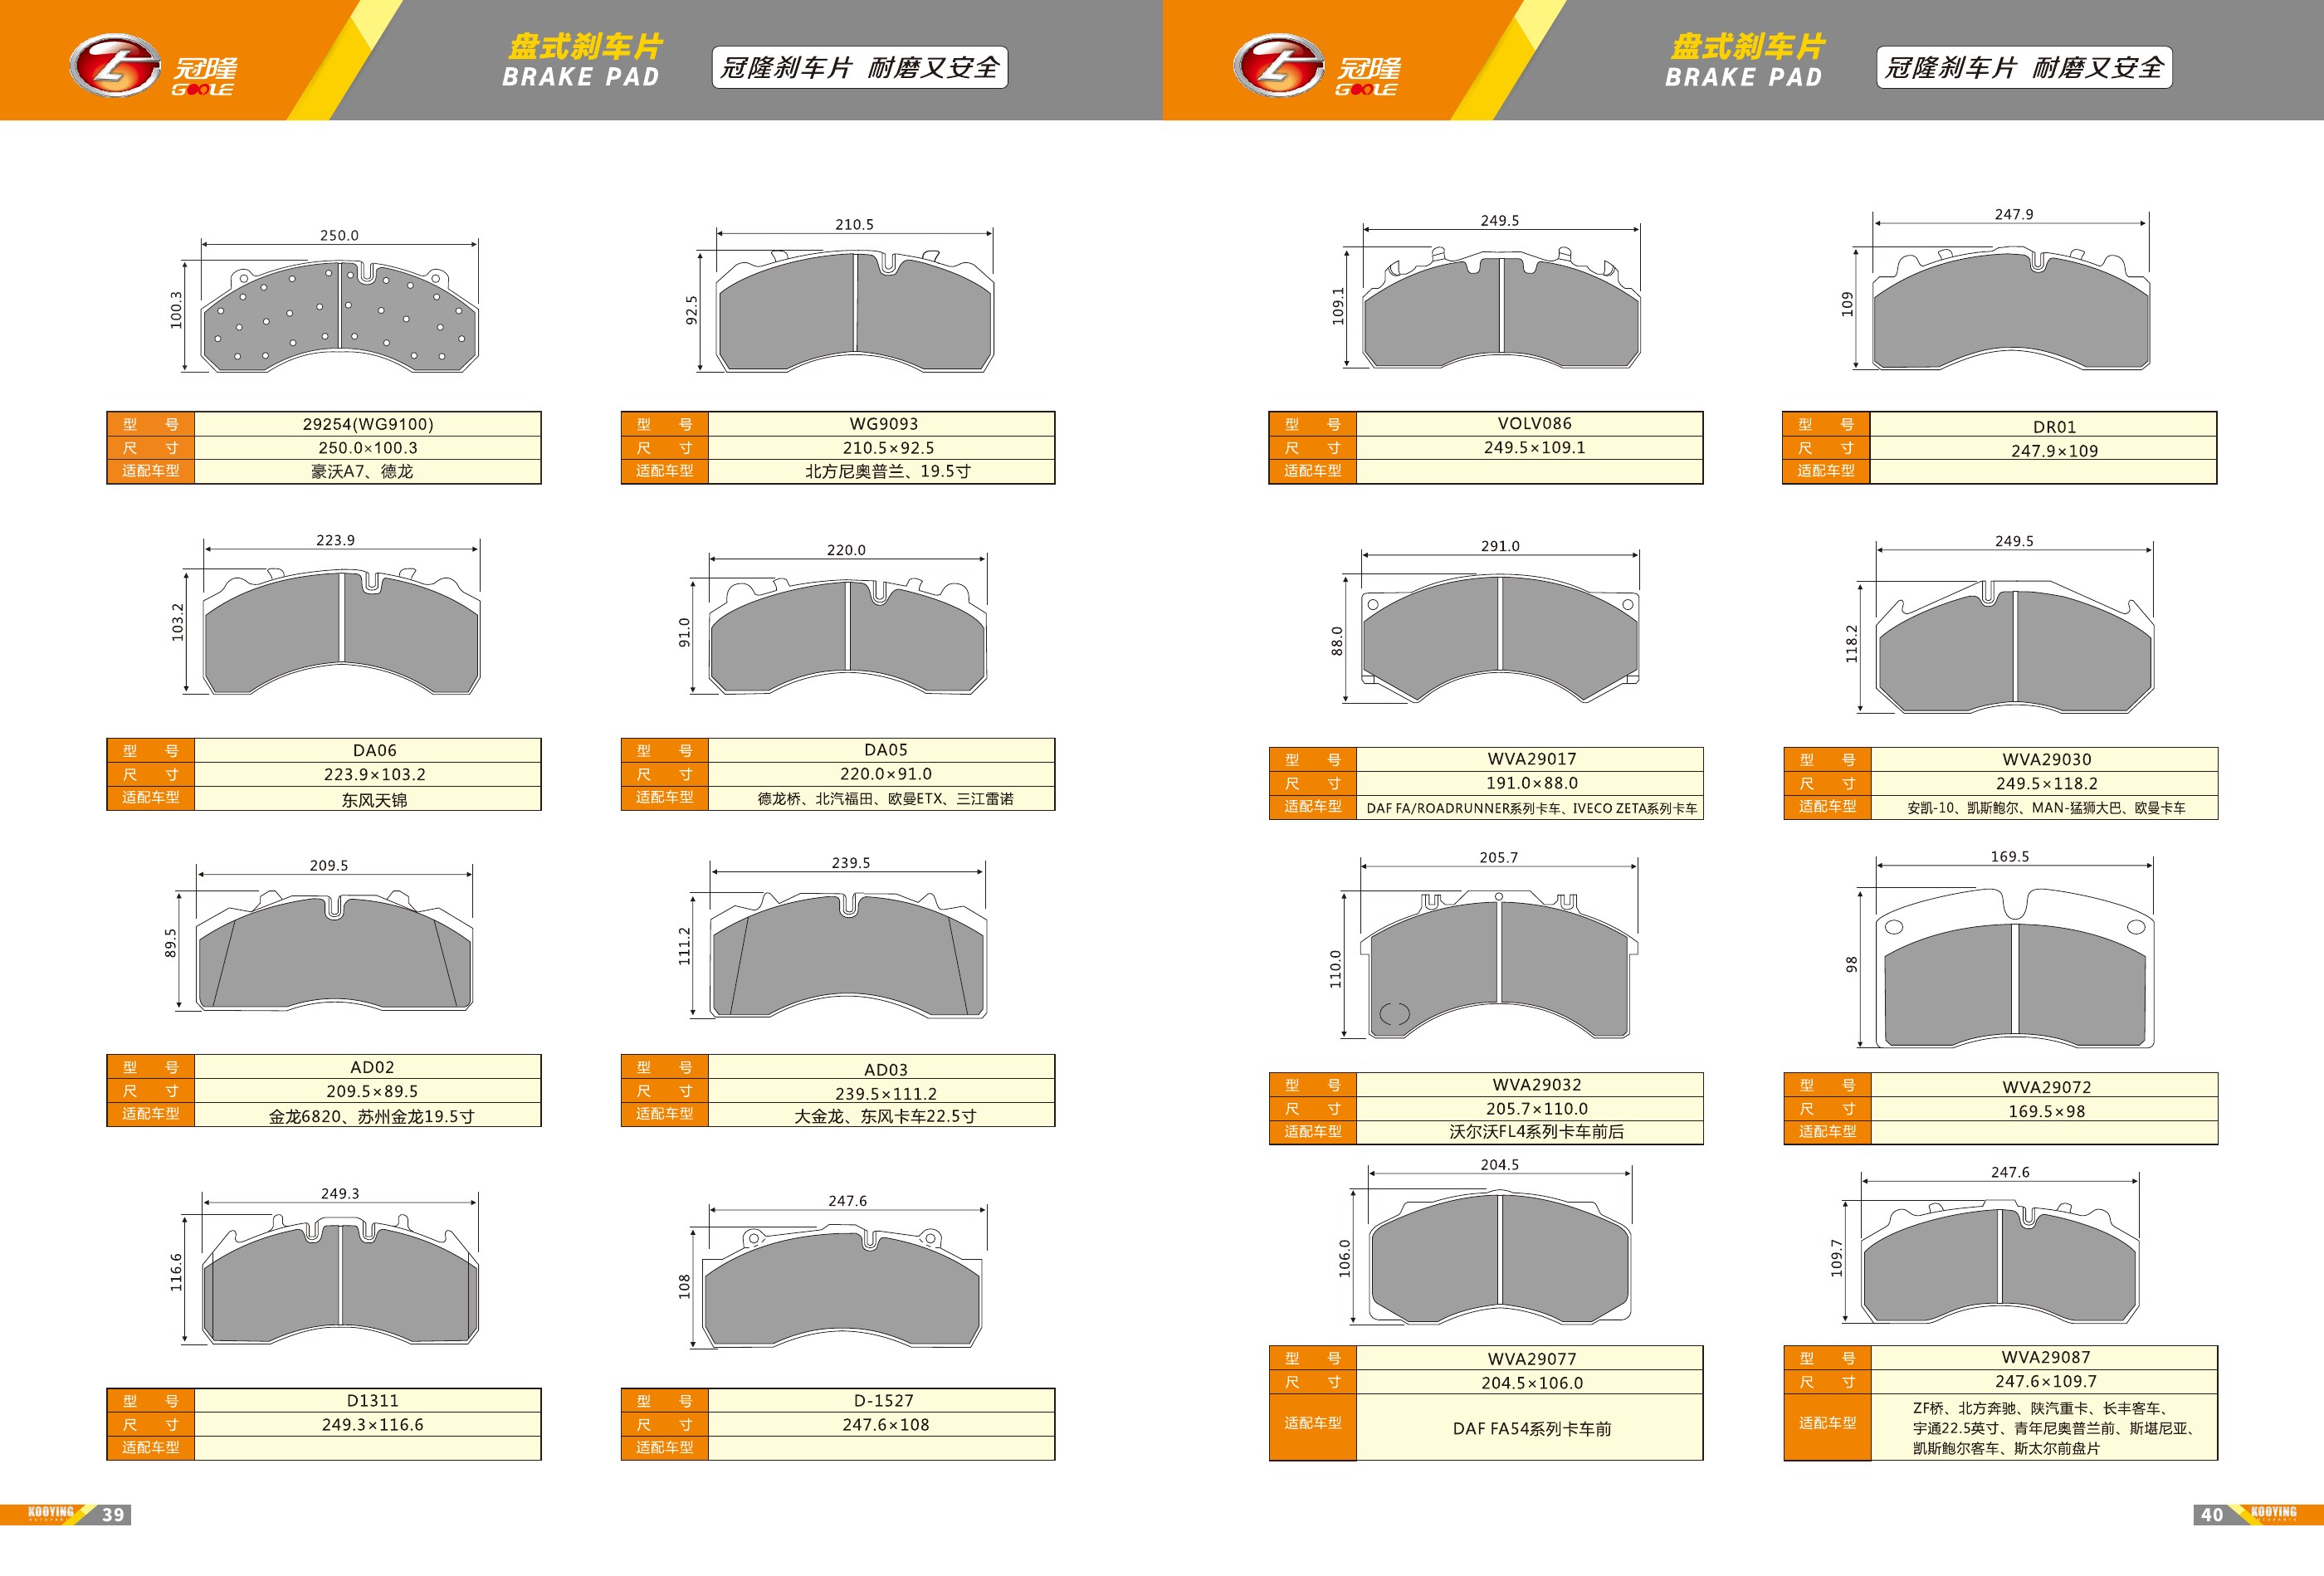 冠隆
GOOLE
盘式刹车片
BRAKE PAD
冠隆刹车片 耐磨又安全
250.0
100.3
型 号 29254(WG9100)
尺 寸 250.0×100.3
适配车型 豪沃A7、德龙
210.5
92.5
型 号 WG9093
尺 寸 210.5×92.5
适配车型 北方尼奥普兰、19.5寸
223.9
103.2
型 号 DA06
尺 寸 223.9×103.2
适配车型 东风天锦
220.0
91.0
型 号 DA05
尺 寸 220.0×91.0
适配车型 德龙桥、北汽福田、欧曼ETX、三江雷诺
209.5
89.5
型 号 AD02
尺 寸 209.5×89.5
适配车型 金龙6820、苏州金龙19.5寸
239.5
111.2
型 号 AD03
尺 寸 239.5×111.2
适配车型 大金龙、东风卡车22.5寸
249.3
116.6
型 号 D1311
尺 寸 249.3×116.6
适配车型
247.6
108
型 号 D-1527
尺 寸 247.6×108
适配车型
KOOYING 39
冠隆
GOOLE
盘式刹车片
BRAKE PAD
冠隆刹车片 耐磨又安全
249.5
109.1
型 号 VOLV086
尺 寸 249.5×109.1
适配车型
247.9
109
型 号 DR01
尺 寸 247.9×109
适配车型
291.0
88.0
型 号 WVA29017
尺 寸 191.0×88.0
适配车型 DAF FA/ROADRUNNER系列卡车、IVECO ZETA系列卡车
249.5
118.2
型 号 WVA29030
尺 寸 249.5×118.2
适配车型 安凯-10、凯斯鲍尔、MAN-猛狮大巴、欧曼卡车
205.7
110.0
型 号 WVA29032
尺 寸 205.7×110.0
适配车型 沃尔沃FL4系列卡车前后
169.5
98
型 号 WVA29072
尺 寸 169.5×98
适配车型
204.5
106.0
型 号 WVA29077
尺 寸 204.5×106.0
适配车型 DAF FA54系列卡车前
247.6
109.7
型 号 WVA29087
尺 寸 247.6×109.7
适配车型 ZF桥、北方奔驰、陕汽重卡、长丰客车、
宇通22.5英寸、青年尼奥普兰前、斯堪尼亚、
凯斯鲍尔客车、斯太尔前盘片
40 KOOYING